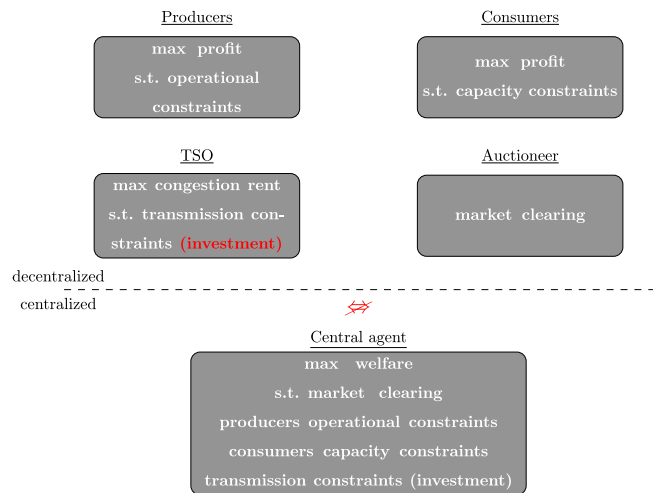 Producers
max profit
s.t. operational
constraints
Consumers
max profit
s.t. capacity constraints
TSO
max congestion rent
s.t. transmission con-
straints (investment)
Auctioneer
market clearing
decentralized
centralized
⇎
Central agent
max welfare
s.t. market clearing
producers operational constraints
consumers capacity constraints
transmission constraints (investment)